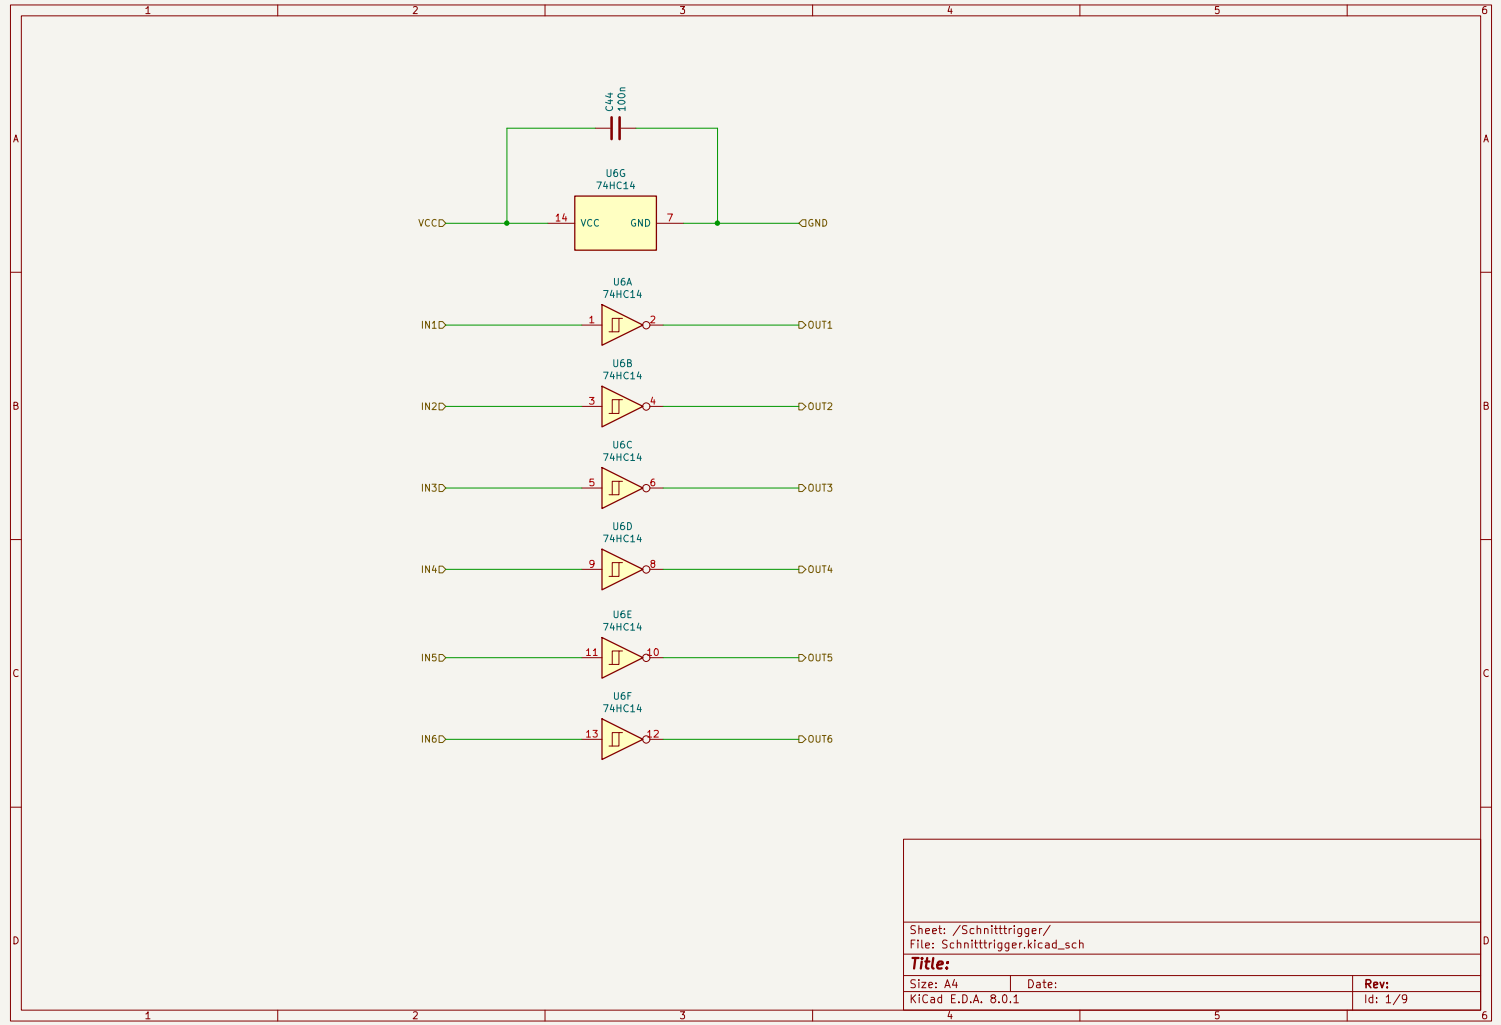 1 2 3 4 5 6
C44
100n
A A
U6G
74HC14
VCC 14 VCC GND 7 GND
U6A
74HC14
IN1 1 2 OUT1
U6B
74HC14
B IN2 3 4 OUT2 B
U6C
74HC14
IN3 5 6 OUT3
U6D
74HC14
IN4 9 8 OUT4
U6E
74HC14
IN5 11 10 OUT5
C C
U6F
74HC14
IN6 13 12 OUT6
Sheet: /Schnitttrigger/
D D
File: Schnitttrigger.kicad_sch
Title:
Size: A4 Date: Rev:
KiCad E.D.A. 8.0.1 Id: 1/9
1 2 3 4 5 6